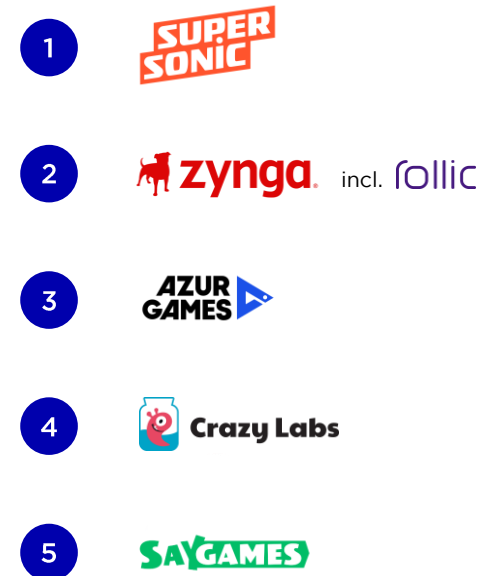 1 SUPER
SONIC
2 zynga. incl. rollic
3 AZUR
GAMES
4 Crazy Labs
5 SAYGAMES